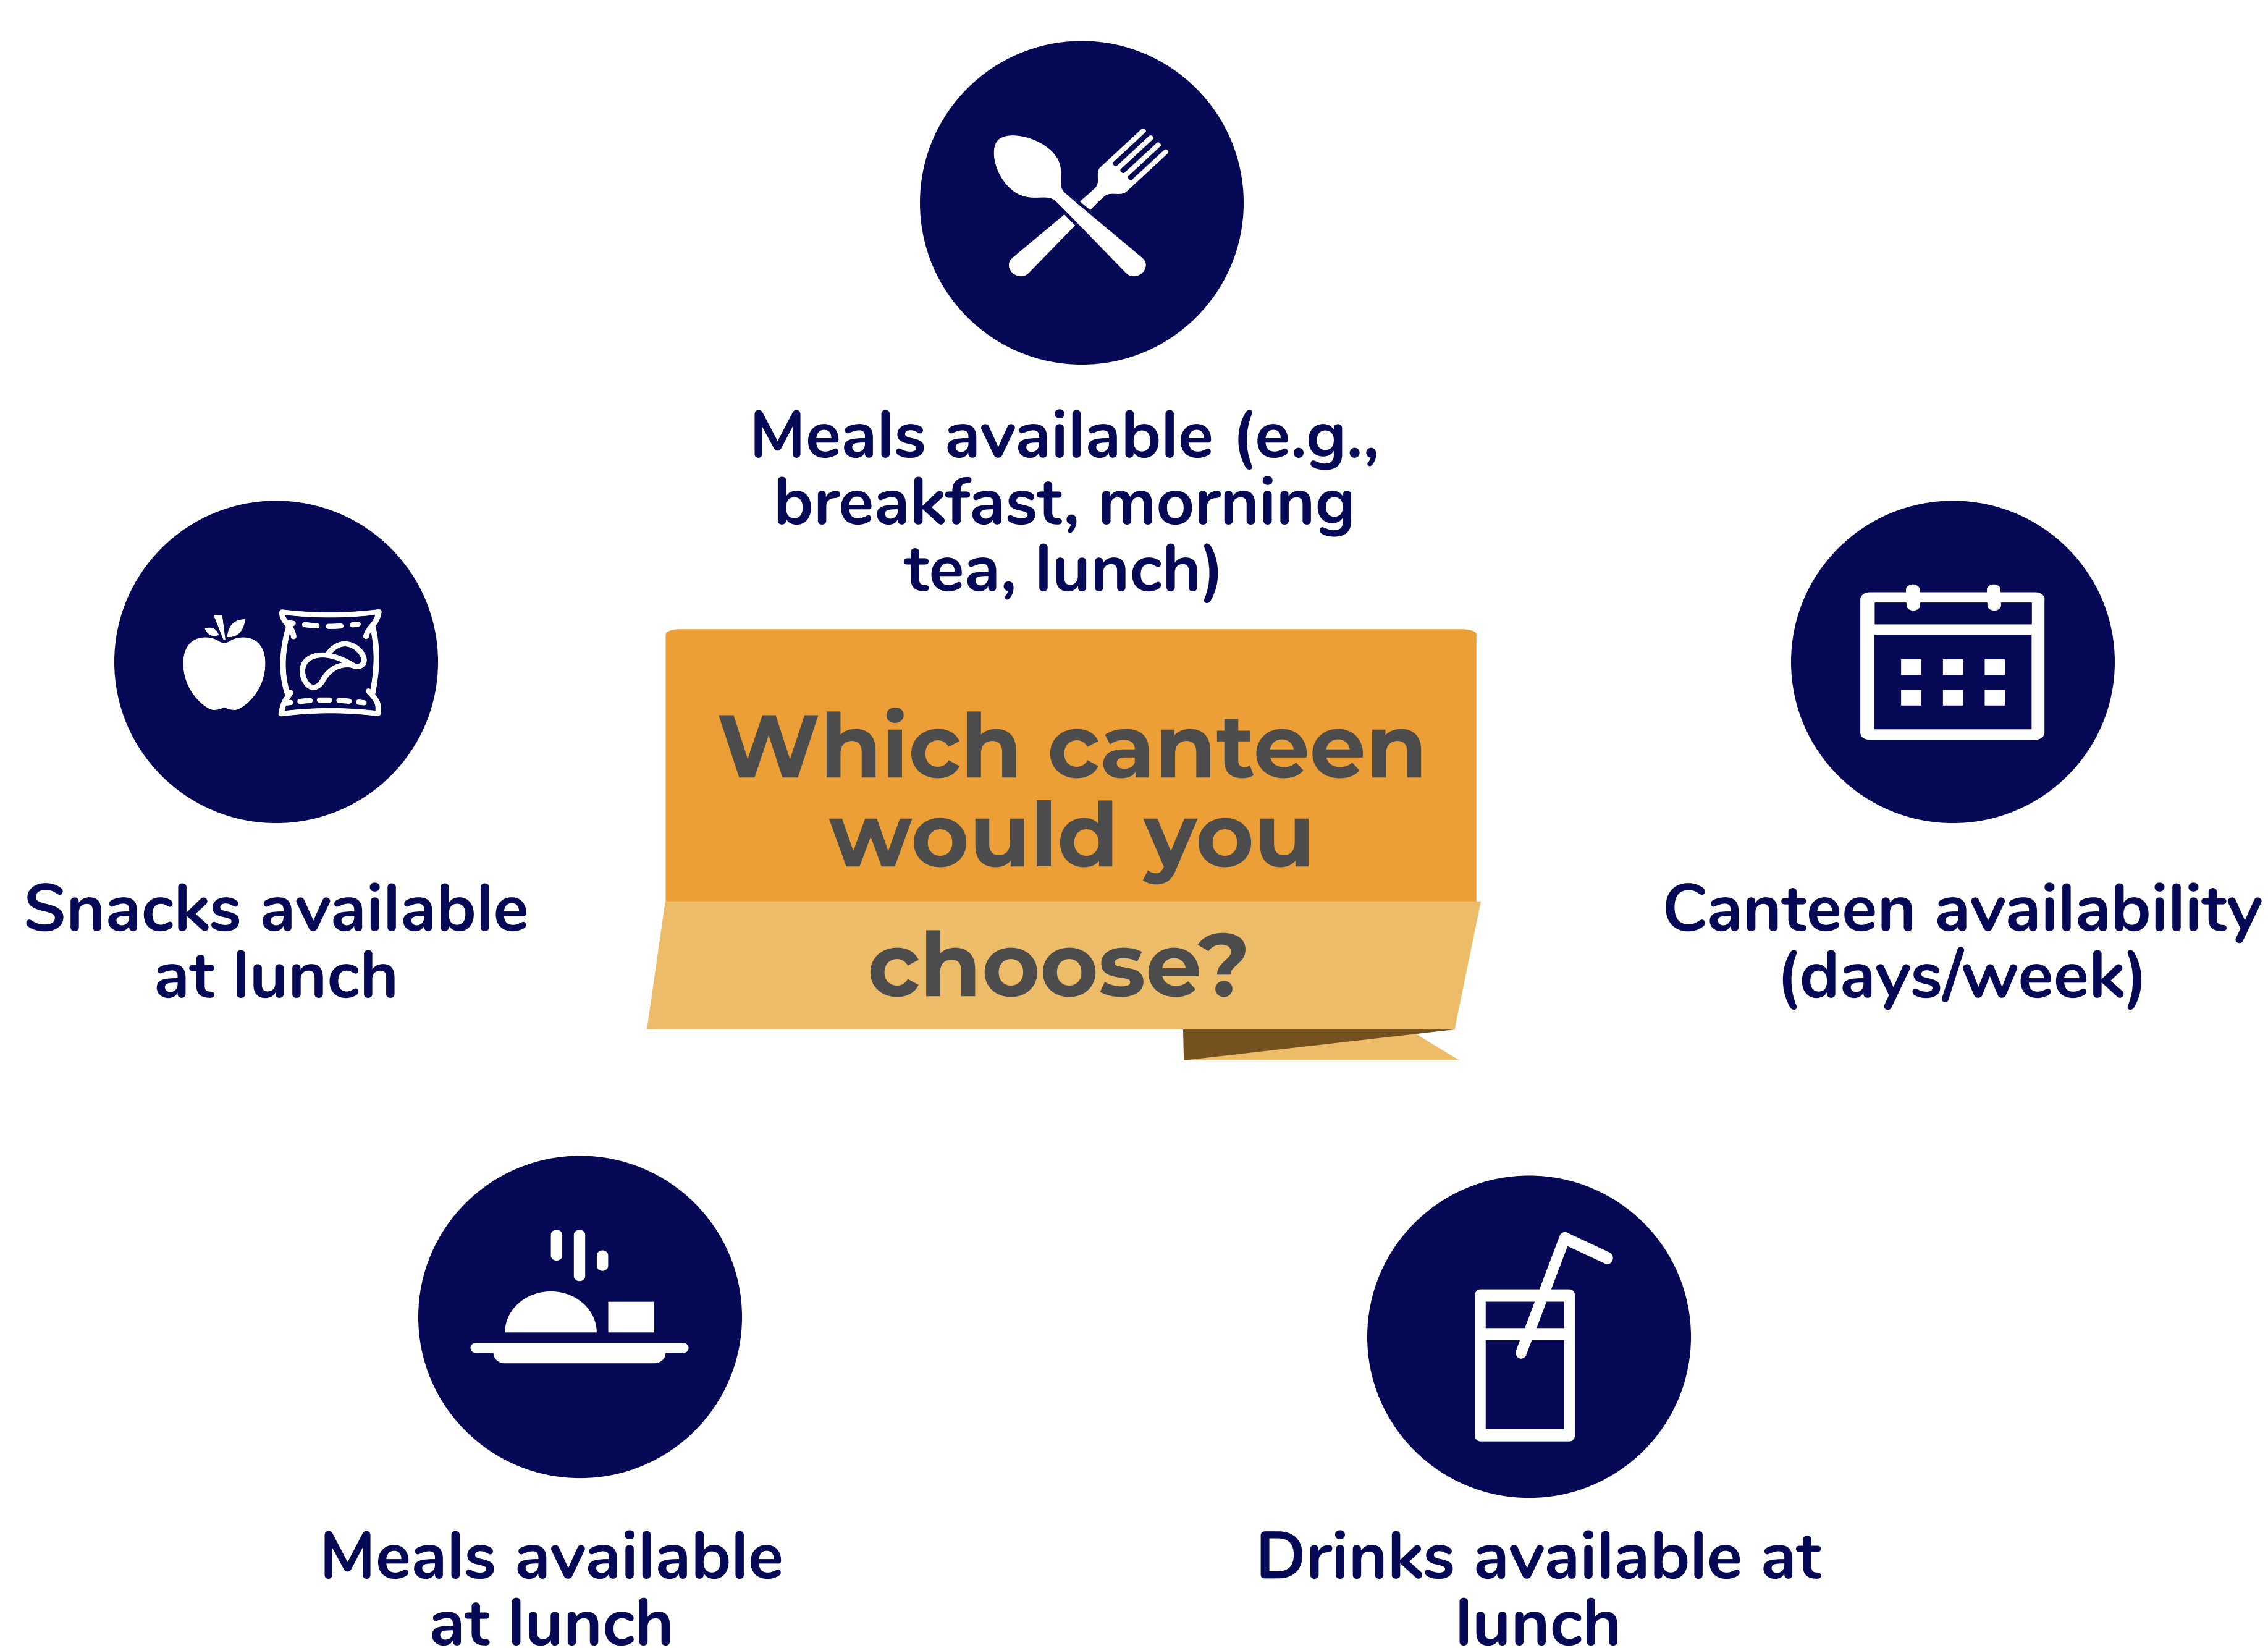 Meals available (e.g.,
breakfast, morning
tea, lunch)
Which canteen
would you
choose?
Snacks available
at lunch
Canteen availability
(days/week)
Meals available
at lunch
Drinks available at
lunch